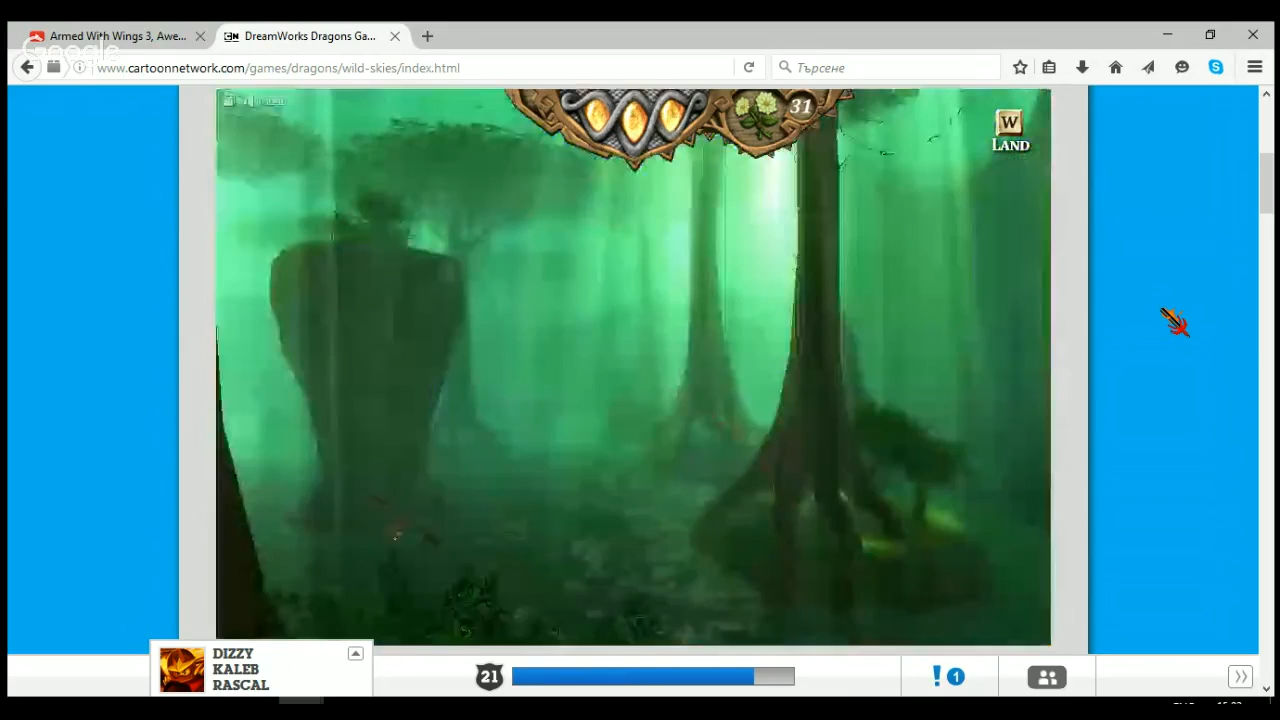 Armed With Wings 3, Awe...
DreamWorks Dragons Ga...
Google
www.cartoonnetwork.com/games/dragons/wild-skies/index.html
Търсене
31
W
LAND
DIZZY
KALEB
RASCAL
21
! 1